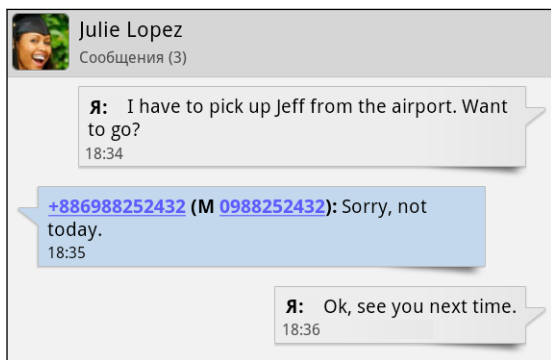 Julie Lopez
Сообщения (3)
Я: I have to pick up Jeff from the airport. Want
to go?
18:34
+886988252432 (M 0988252432): Sorry, not
today.
18:35
Я: Ok, see you next time.
18:36